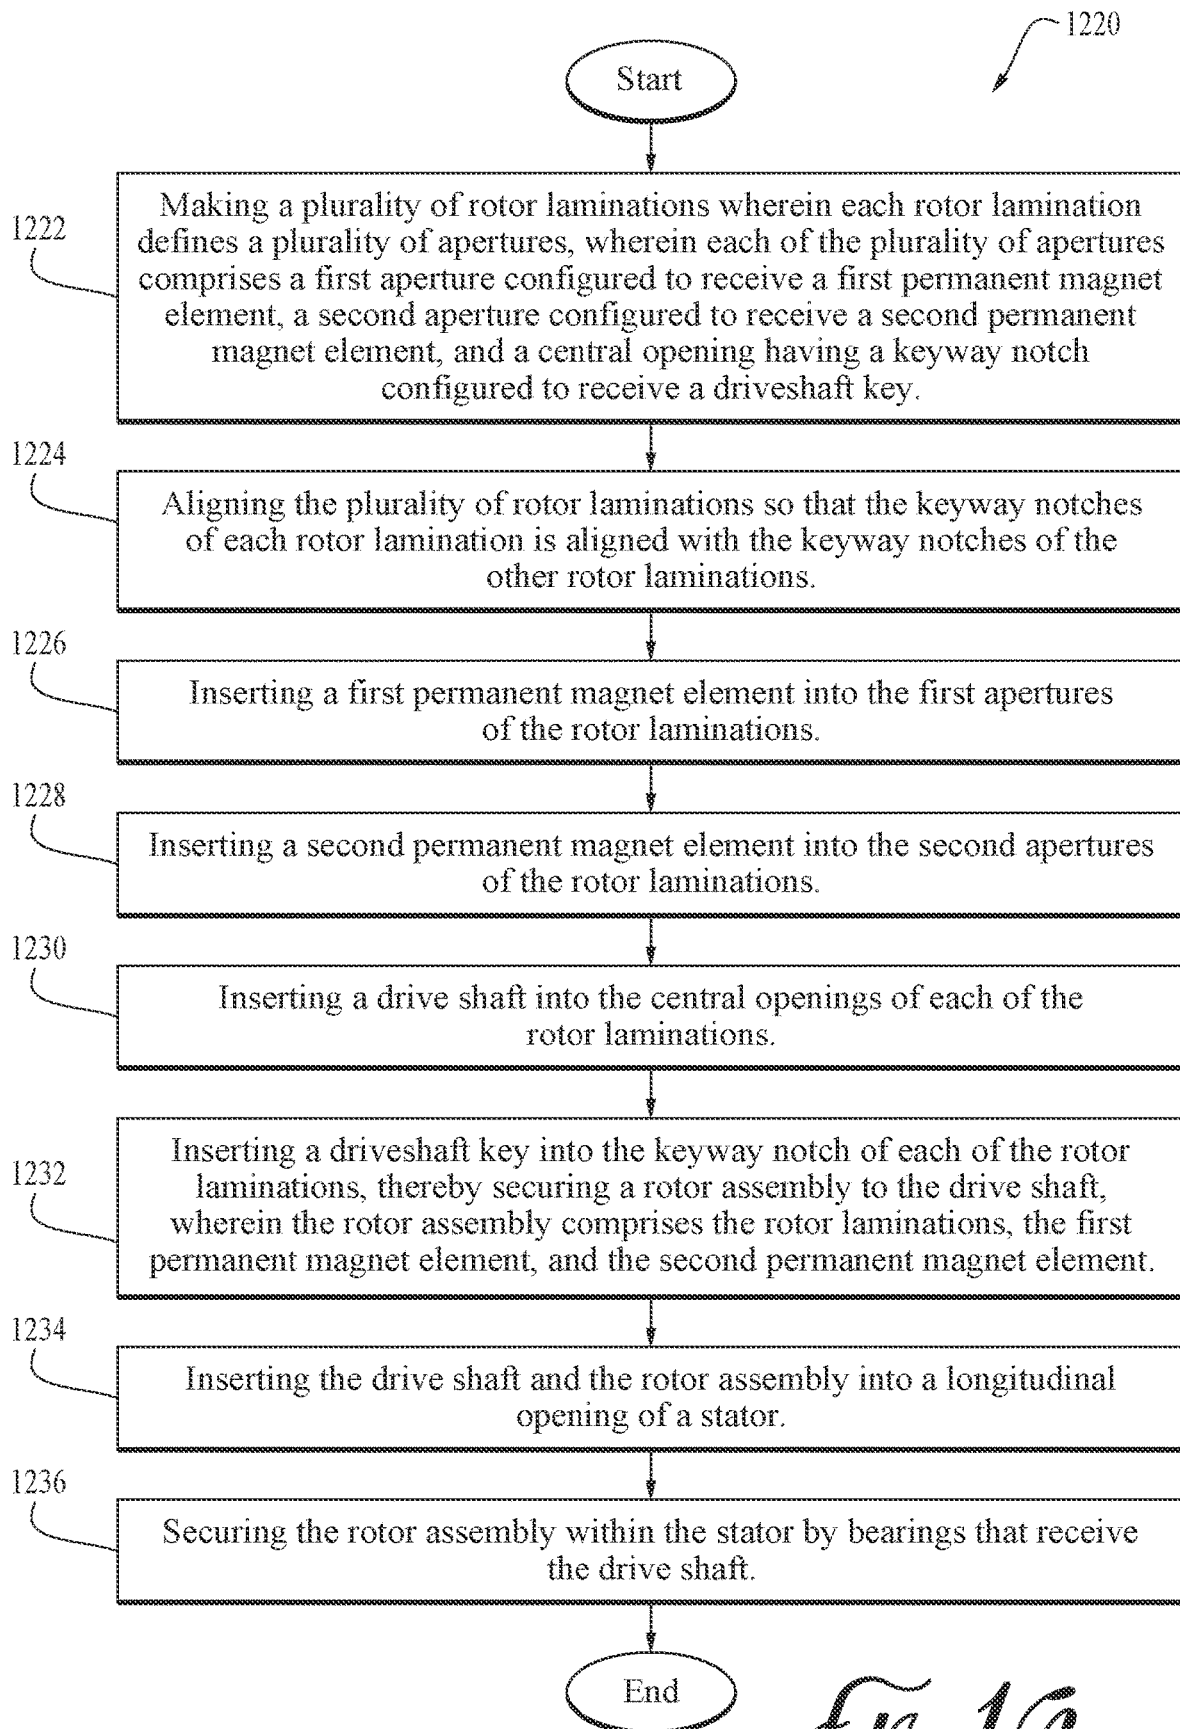 1220
Start
1222
Making a plurality of rotor laminations wherein each rotor lamination
defines a plurality of apertures, wherein each of the plurality of apertures
comprises a first aperture configured to receive a first permanent magnet
element, a second aperture configured to receive a second permanent
magnet element, and a central opening having a keyway notch
configured to receive a driveshaft key.
1224
Aligning the plurality of rotor laminations so that the keyway notches
of each rotor lamination is aligned with the keyway notches of the
other rotor laminations.
1226
Inserting a first permanent magnet element into the first apertures
of the rotor laminations.
1228
Inserting a second permanent magnet element into the second apertures
of the rotor laminations.
1230
Inserting a drive shaft into the central openings of each of the
rotor laminations.
1232
Inserting a driveshaft key into the keyway notch of each of the rotor
laminations, thereby securing a rotor assembly to the drive shaft,
wherein the rotor assembly comprises the rotor laminations, the first
permanent magnet element, and the second permanent magnet element.
1234
Inserting the drive shaft and the rotor assembly into a longitudinal
opening of a stator.
1236
Securing the rotor assembly within the stator by bearings that receive
the drive shaft.
End